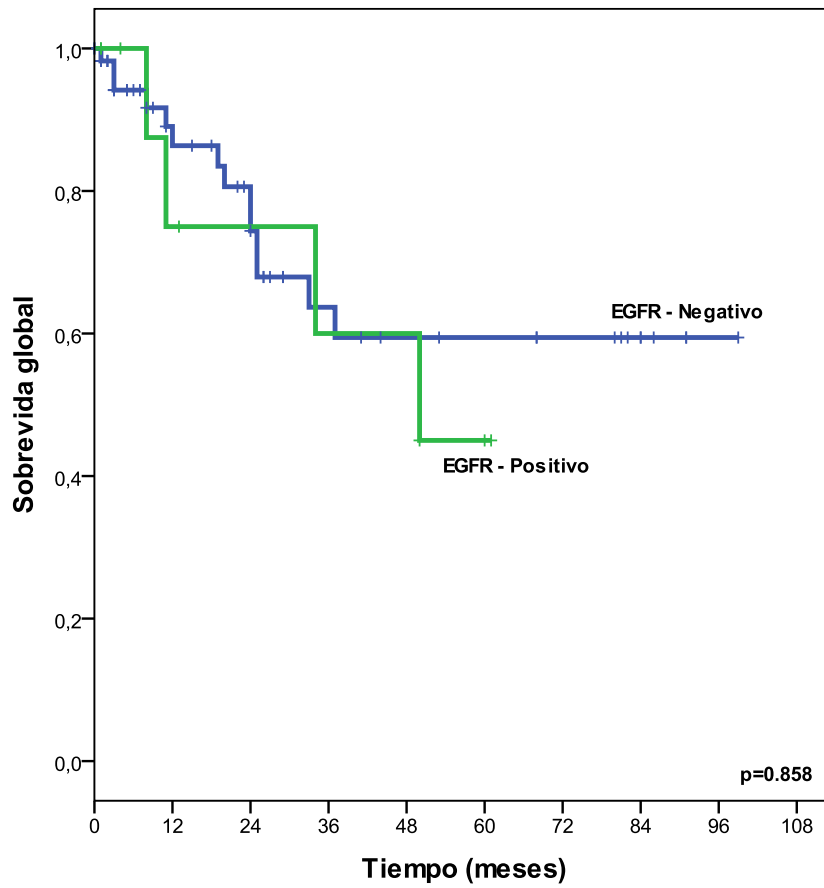 Sobrevida global
1,0
0,8
0,6
0,4
0,2
0,0
EGFR - Negativo
EGFR - Positivo
p=0.858
0 12 24 36 48 60 72 84 96 108
Tiempo (meses)